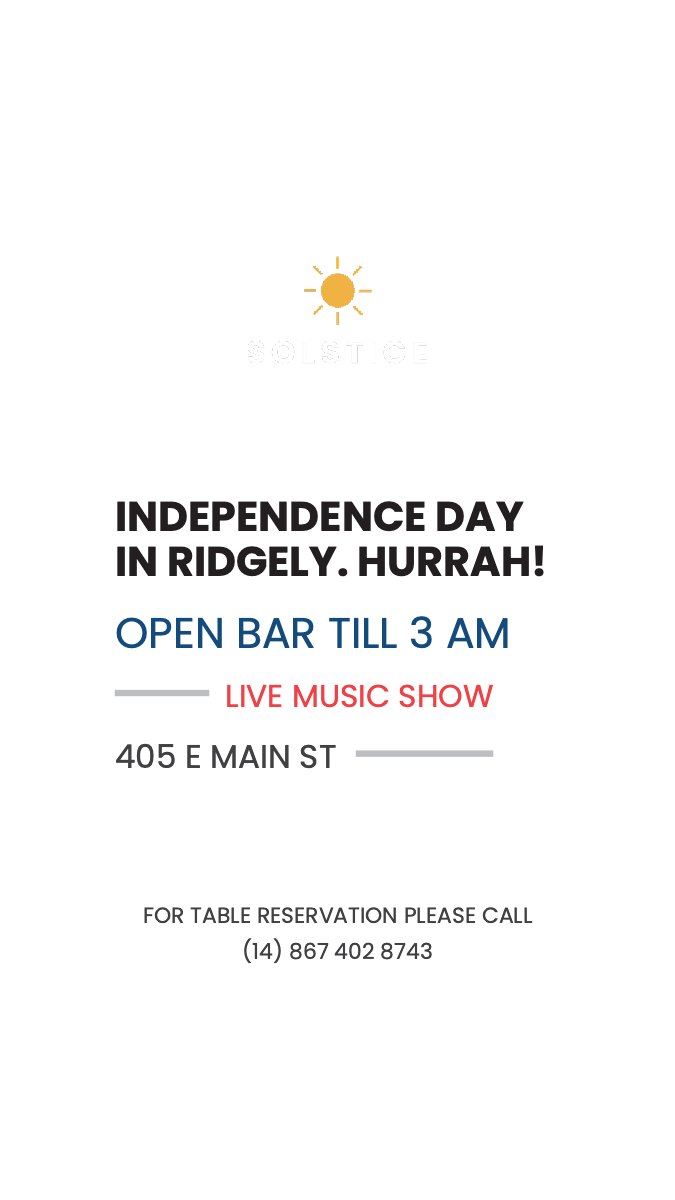 SOLSTICE
INDEPENDENCE DAY
IN RIDGELY. HURRAH!
OPEN BAR TILL 3 AM
LIVE MUSIC SHOW
405 E MAIN ST
FOR TABLE RESERVATION PLEASE CALL
(14) 867 402 8743